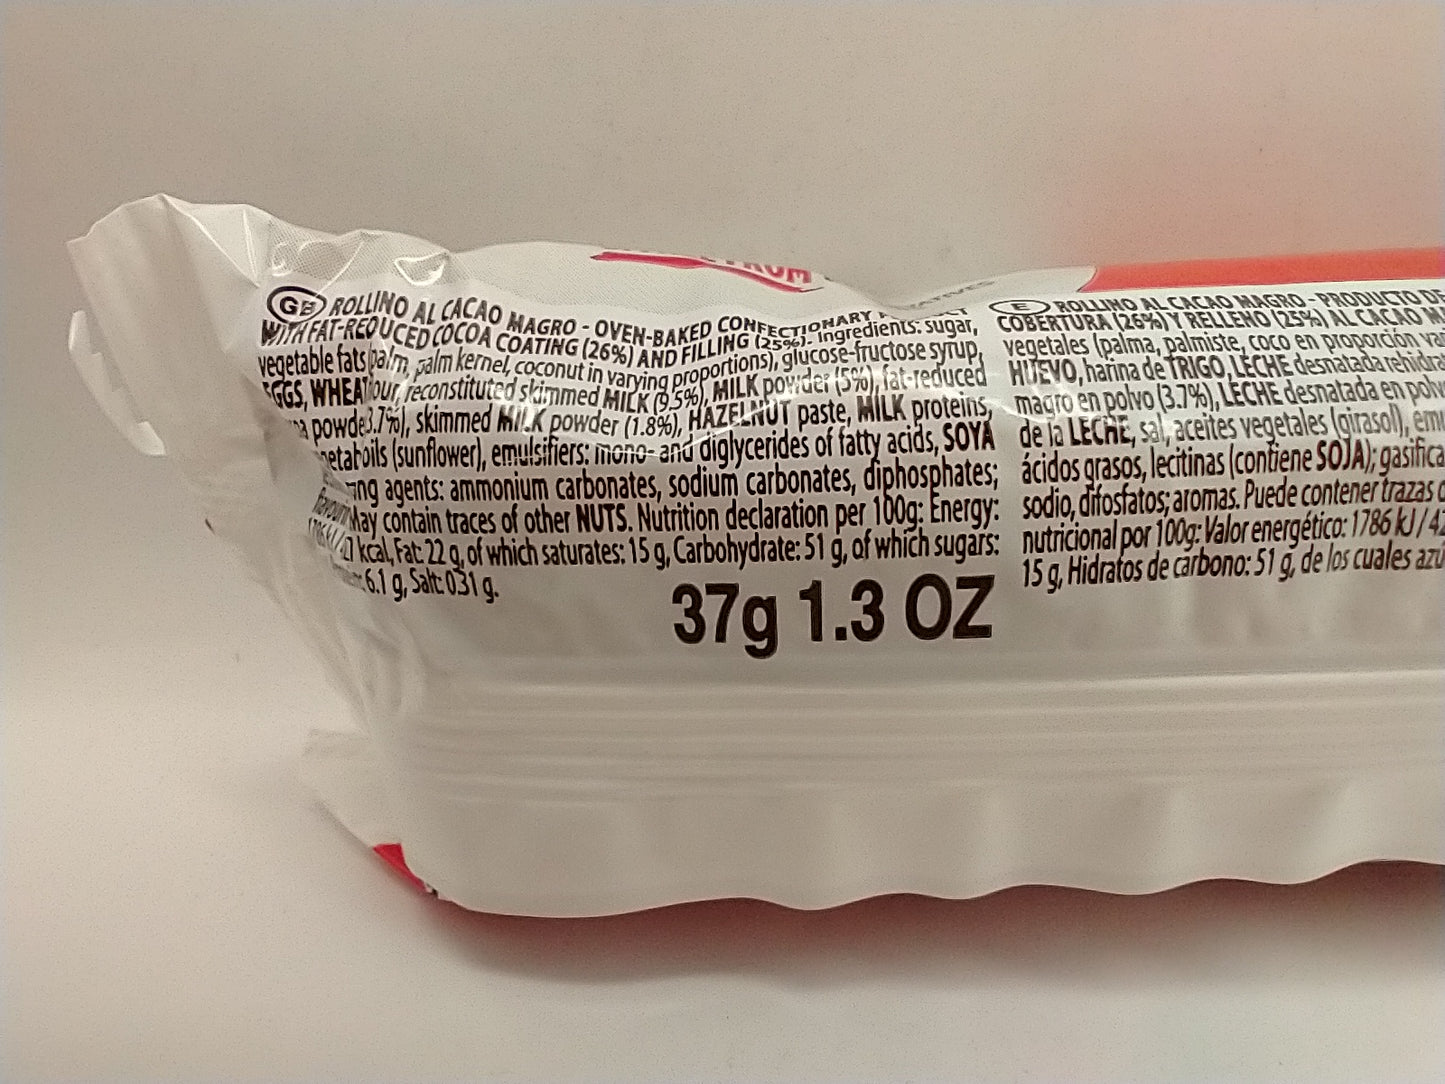 GB ROLLINO AL CACAO MAGRO - OVEN-BAKED CONFECTIONARY
WITH FAT-REDUCED COCOA COATING (26%) AND FILLING (25%). Ingredients: sugar,
vegetable fats (palm, palm kernel, coconut in varying proportions), glucose-fructose syrup,
EGGS, WHEAT flour, reconstituted skimmed MILK (9.5%), MILK powder (5%), fat-reduced
powder 3.7%), skimmed MILK powder (1.8%), HAZELNUT paste, MILK proteins,
oils (sunflower), emulsifiers: mono- and diglycerides of fatty acids, SOYA
agents: ammonium carbonates, sodium carbonates, diphosphates;
May contain traces of other NUTS. Nutrition declaration per 100g: Energy:
kcal, Fat: 22 g, of which saturates: 15 g, Carbohydrate: 51 g, of which sugars:
6.1 g, Salt: 0.31 g.
37g 1.3 OZ
E ROLLINO AL CACAO MAGRO - PRODUCTO DE
COBERTURA (26%) Y RELLENO (25%) AL CACAO
vegetales (palma, palmiste, coco en proporción
HUEVO, harina de TRIGO, LECHE desnatada
magro en polvo (3.7%), LECHE desnatada en
de la LECHE, sal, aceites vegetales (girasol),
ácidos grasos, lecitinas (contiene SOJA);
sodio, difosfatos; aromas. Puede contener trazas
nutricional por 100g: Valor energético: 1786 kJ /
15 g, Hidratos de carbono: 51 g, de los cuales